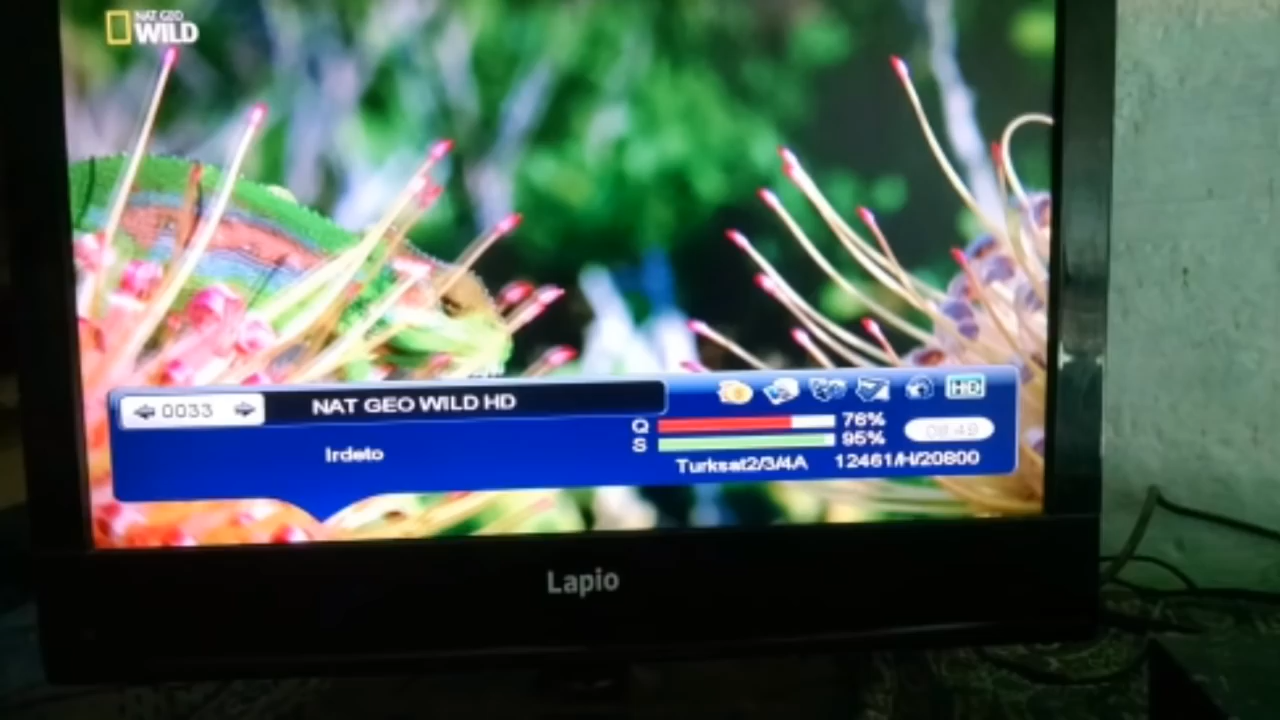 NAT GEO
WILD
0033
NAT GEO WILD HD
HD
Q 76%
S 95%
Irdeto
Turksat2/3/4A 12461/H/20800
Lapio